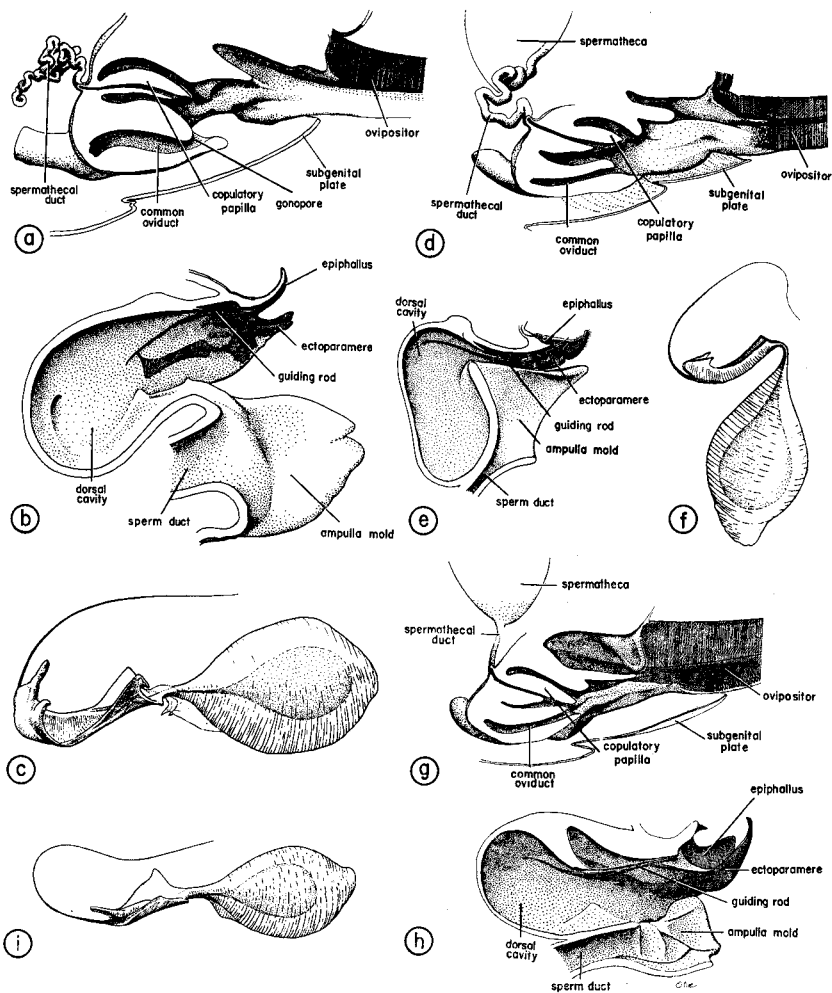 spermathecal
duct
common
oviduct
copulatory
papilla
gonopore
subgenital
plate
ovipositor
a
spermatheca
spermathecal
duct
common
oviduct
copulatory
papilla
subgenital
plate
ovipositor
d
epiphallus
ectoparamere
guiding rod
dorsal
cavity
sperm duct
ampulla mold
b
dorsal
cavity
epiphallus
ectoparamere
guiding rod
ampulla mold
sperm duct
e
f
c
spermatheca
spermathecal
duct
ovipositor
subgenital
plate
copulatory
papilla
common
oviduct
g
i
epiphallus
ectoparamere
guiding rod
ampulla mold
dorsal
cavity
sperm duct
h